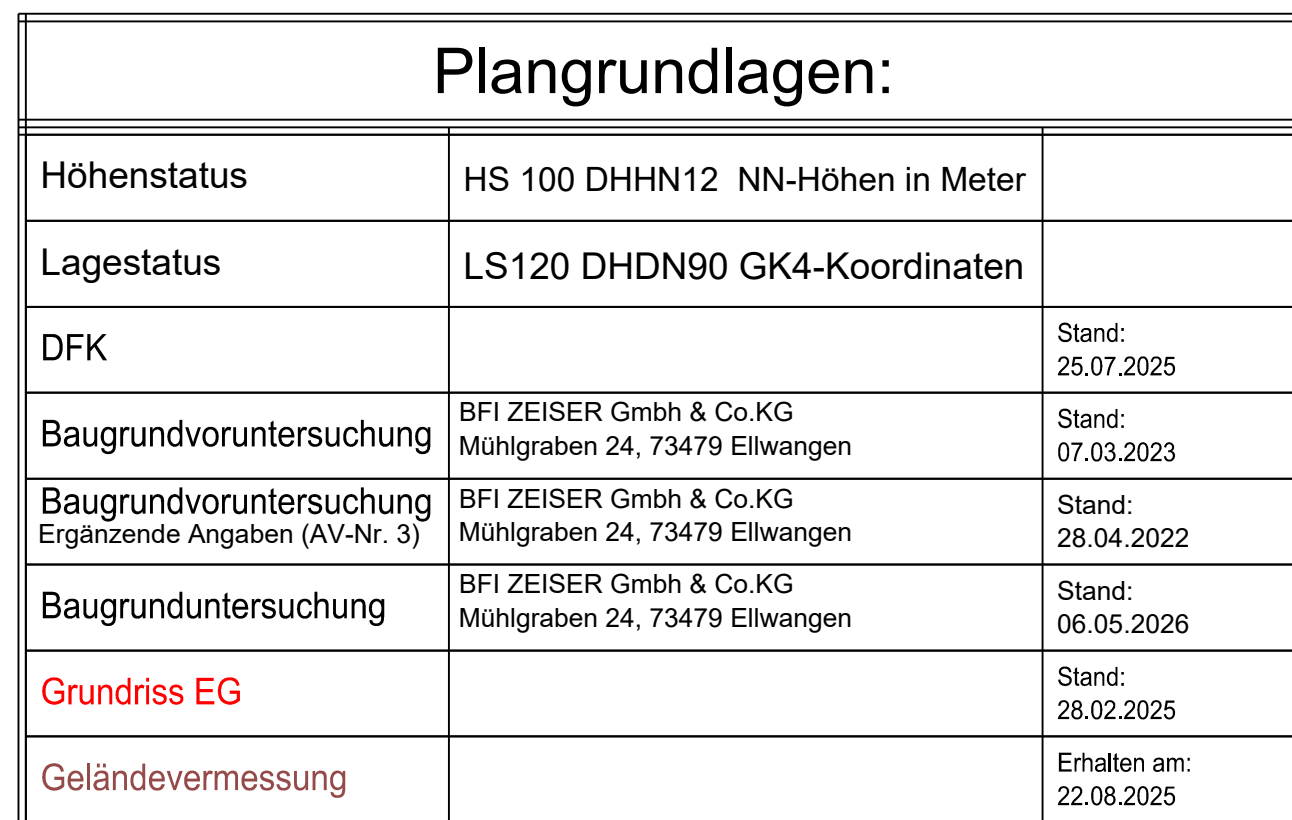 Plangrundlagen:
Höhenstatus
HS 100 DHHN12 NN-Höhen in Meter
Lagestatus
LS120 DHDN90 GK4-Koordinaten
DFK
Stand:
25.07.2025
Baugrundvoruntersuchung
BFI ZEISER Gmbh & Co.KG
Mühlgraben 24, 73479 Ellwangen
Stand:
07.03.2023
Baugrundvoruntersuchung
Ergänzende Angaben (AV-Nr. 3)
BFI ZEISER Gmbh & Co.KG
Mühlgraben 24, 73479 Ellwangen
Stand:
28.04.2022
Baugrunduntersuchung
BFI ZEISER Gmbh & Co.KG
Mühlgraben 24, 73479 Ellwangen
Stand:
06.05.2026
Grundriss EG
Stand:
28.02.2025
Geländevermessung
Erhalten am:
22.08.2025